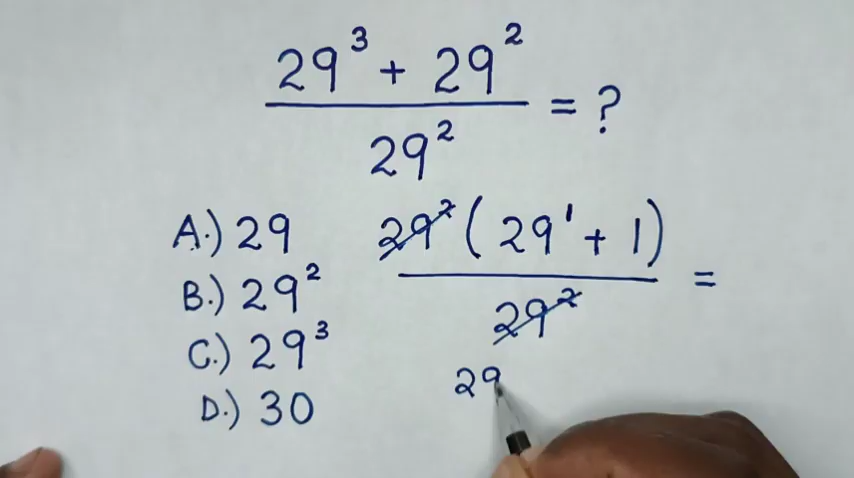 29³ + 29²
= ?
29²
A.) 29
B.) 29²
C.) 29³
D.) 30
29² ( 29¹ + 1)
=
29²
29